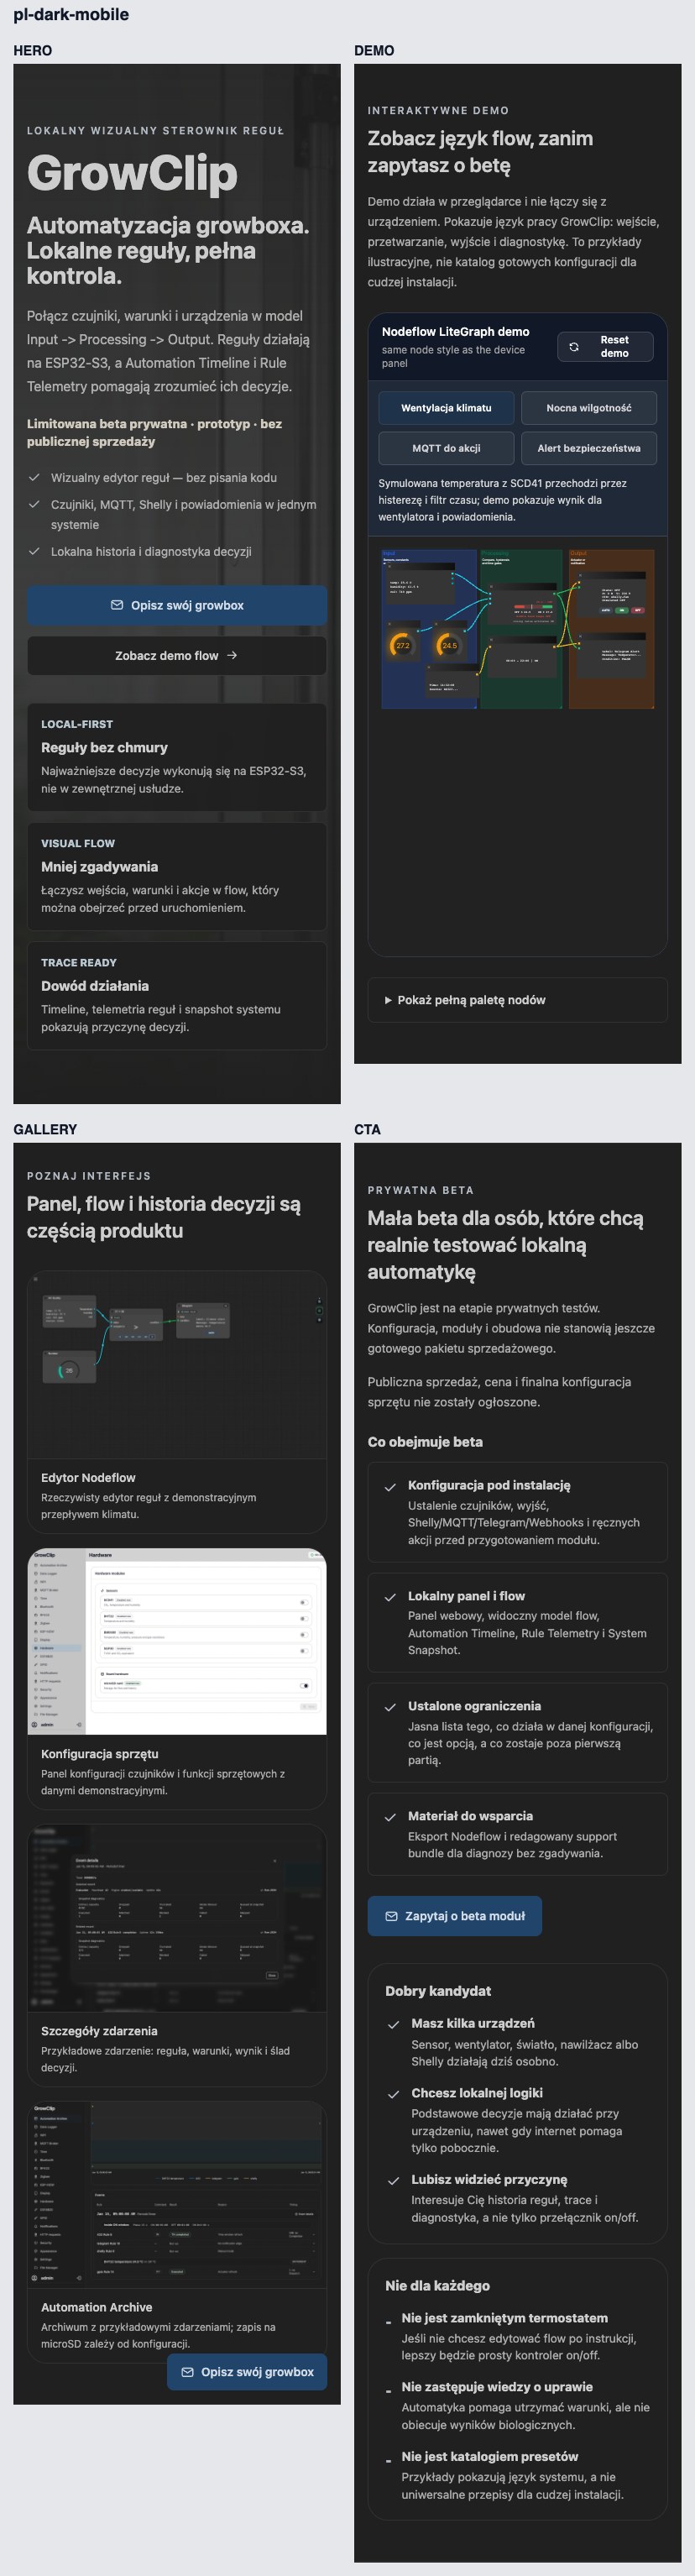 pl-dark-mobile
HERO
LOKALNY WIZUALNY STEROWNIK REGUŁ
GrowClip
Automatyzacja growboxa.
Lokalne reguły, pełna
kontrola.
Połącz czujniki, warunki i urządzenia w model
Input -> Processing -> Output. Reguły działają
na ESP32-S3, a Automation Timeline i Rule
Telemetry pomagają zrozumieć ich decyzje.
Limitowana beta prywatna · prototyp · bez
publicznej sprzedaży
Wizualny edytor reguł — bez pisania kodu
Czujniki, MQTT, Shelly i powiadomienia w jednym
systemie
Lokalna historia i diagnostyka decyzji
Opisz swój growbox
Zobacz demo flow →
LOCAL-FIRST
Reguły bez chmury
Najważniejsze decyzje wykonują się na ESP32-S3,
nie w zewnętrznej usłudze.
VISUAL FLOW
Mniej zgadywania
Łączysz wejścia, warunki i akcje w flow, który
można obejrzeć przed uruchomieniem.
TRACE READY
Dowód działania
Timeline, telemetria reguł i snapshot systemu
pokazują przyczynę decyzji.
DEMO
INTERAKTYWNE DEMO
Zobacz język flow, zanim
zapytasz o betę
Demo działa w przeglądarce i nie łączy się z
urządzeniem. Pokazuje język pracy GrowClip: wejście,
przetwarzanie, wyjście i diagnostykę. To przykłady
ilustracyjne, nie katalog gotowych konfiguracji dla
cudzej instalacji.
Nodeflow LiteGraph demo
same node style as the device
panel
Reset
demo
Wentylacja klimatu
Nocna wilgotność
MQTT do akcji
Alert bezpieczeństwa
Symulowana temperatura z SCD41 przechodzi przez
histerezę i filtr czasu; demo pokazuje wynik dla
wentylatora i powiadomienia.
Input
Processing
Output
27.2
24.5
Pokaż pełną paletę nodów
GALLERY
POZNAJ INTERFEJS
Panel, flow i historia decyzji są
częścią produktu
Edytor Nodeflow
Rzeczywisty edytor reguł z demonstracyjnym
przepływem klimatu.
GrowClip
Hardware
Konfiguracja sprzętu
Panel konfiguracji czujników i funkcji sprzętowych z
danymi demonstracyjnymi.
Szczegóły zdarzenia
Przykładowe zdarzenie: reguła, warunki, wynik i ślad
decyzji.
GrowClip
Automation Archive
Archiwum z przykładowymi zdarzeniami; zapis na
microSD zależy od konfiguracji.
Opisz swój growbox
CTA
PRYWATNA BETA
Mała beta dla osób, które chcą
realnie testować lokalną
automatykę
GrowClip jest na etapie prywatnych testów.
Konfiguracja, moduły i obudowa nie stanowią jeszcze
gotowego pakietu sprzedażowego.
Publiczna sprzedaż, cena i finalna konfiguracja
sprzętu nie zostały ogłoszone.
Co obejmuje beta
Konfiguracja pod instalację
Ustalenie czujników, wyjść,
Shelly/MQTT/Telegram/Webhooks i ręcznych
akcji przed przygotowaniem modułu.
Lokalny panel i flow
Panel webowy, widoczny model flow,
Automation Timeline, Rule Telemetry i System
Snapshot.
Ustalone ograniczenia
Jasna lista tego, co działa w danej konfiguracji,
co jest opcją, a co zostaje poza pierwszą
partią.
Materiał do wsparcia
Eksport Nodeflow i redagowany support
bundle dla diagnozy bez zgadywania.
Zapytaj o beta moduł
Dobry kandydat
Masz kilka urządzeń
Sensor, wentylator, światło, nawilżacz albo
Shelly działają dziś osobno.
Chcesz lokalnej logiki
Podstawowe decyzje mają działać przy
urządzeniu, nawet gdy internet pomaga
tylko pobocznie.
Lubisz widzieć przyczynę
Interesuje Cię historia reguł, trace i
diagnostyka, a nie tylko przełącznik on/off.
Nie dla każdego
- Nie jest zamkniętym termostatem
Jeśli nie chcesz edytować flow po instrukcji,
lepszy będzie prosty kontroler on/off.
- Nie zastępuje wiedzy o uprawie
Automatyka pomaga utrzymać warunki, ale nie
obiecuje wyników biologicznych.
- Nie jest katalogiem presetów
Przykłady pokazują język systemu, a nie
uniwersalne przepisy dla cudzej instalacji.